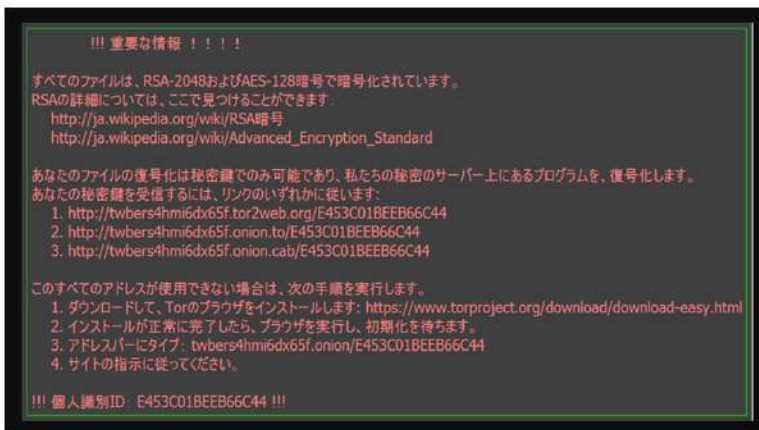 !!! 重要な情報 ！！！！
すべてのファイルは、RSA-2048およびAES-128暗号で暗号化されています。
RSAの詳細については、ここで見つけることができます:
http://ja.wikipedia.org/wiki/RSA暗号
http://ja.wikipedia.org/wiki/Advanced_Encryption_Standard
あなたのファイルの復号化は秘密鍵でのみ可能であり、私たちの秘密のサーバー上にあるプログラムを、復号化します。
あなたの秘密鍵を受信するには、リンクのいずれかに従います:
1. http://twbers4hmi6dx65f.tor2web.org/E453C01BEEB66C44
2. http://twbers4hmi6dx65f.onion.to/E453C01BEEB66C44
3. http://twbers4hmi6dx65f.onion.cab/E453C01BEEB66C44
このすべてのアドレスが使用できない場合は、次の手順を実行します。
1. ダウンロードして、Torのブラウザをインストールします: https://www.torproject.org/download/download-easy.html
2. インストールが正常に完了したら、ブラウザを実行し、初期化を待ちます。
3. アドレスバーにタイプ: twbers4hmi6dx65f.onion/E453C01BEEB66C44
4. サイトの指示に従ってください。
!!! 個人識別ID: E453C01BEEB66C44 !!!